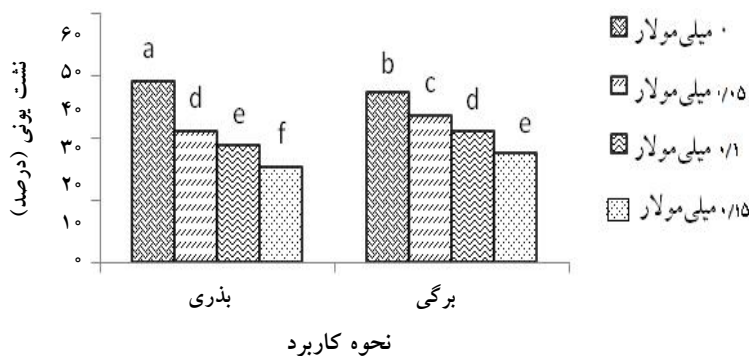 نشت یونی (درصد)
۶۰
۵۰
۴۰
۳۰
۲۰
۱۰
۰
a
d
e
f
b
c
d
e
بذری
برگی
نحوه کاربرد
۰ میلی‌مولار
۰/۰۵ میلی‌مولار
۰/۱ میلی‌مولار
۰/۱۵ میلی‌مولار